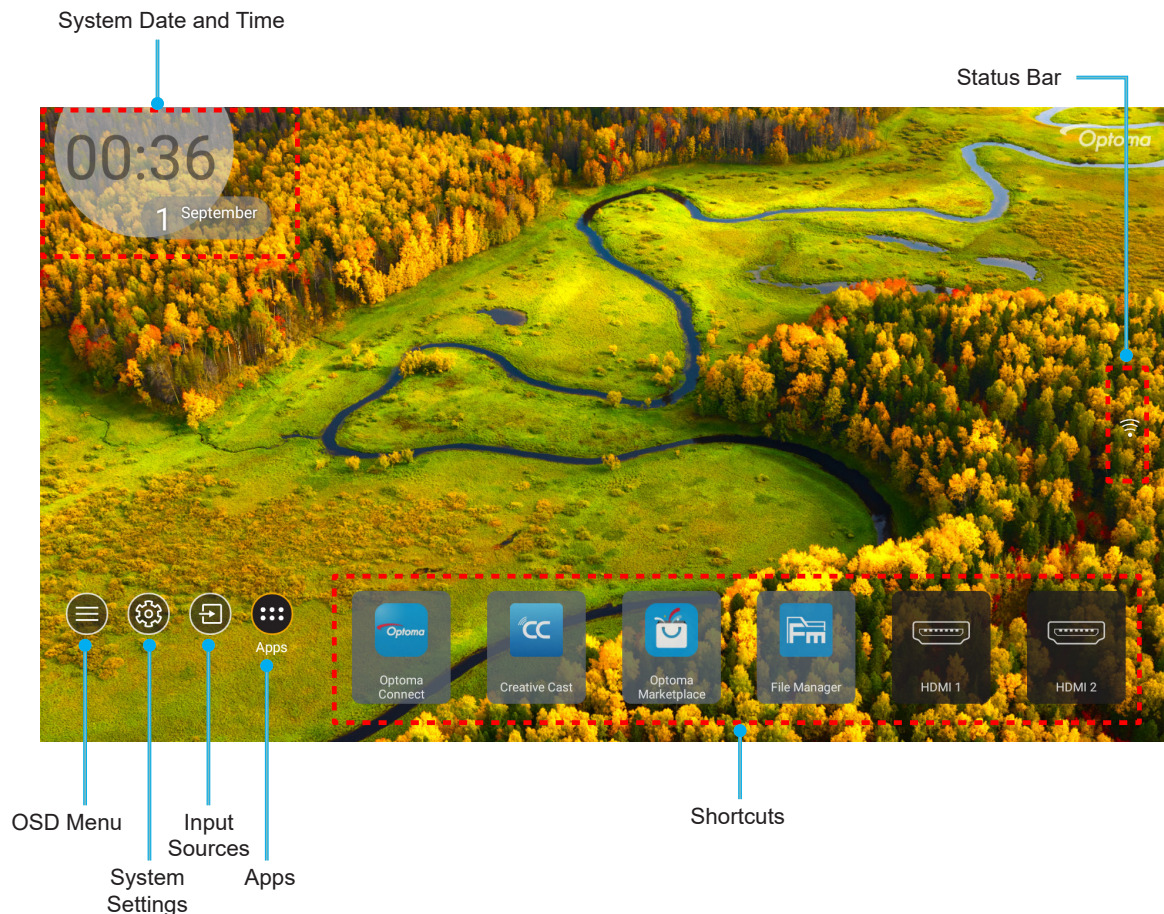 System Date and Time
Status Bar
Optoma
00:36
1 September
Apps
Optoma
CC
Fm
Optoma
Connect
Creative Cast
Optoma
Marketplace
File Manager
HDMI 1
HDMI 2
OSD Menu
Input
Sources
Shortcuts
System
Settings
Apps